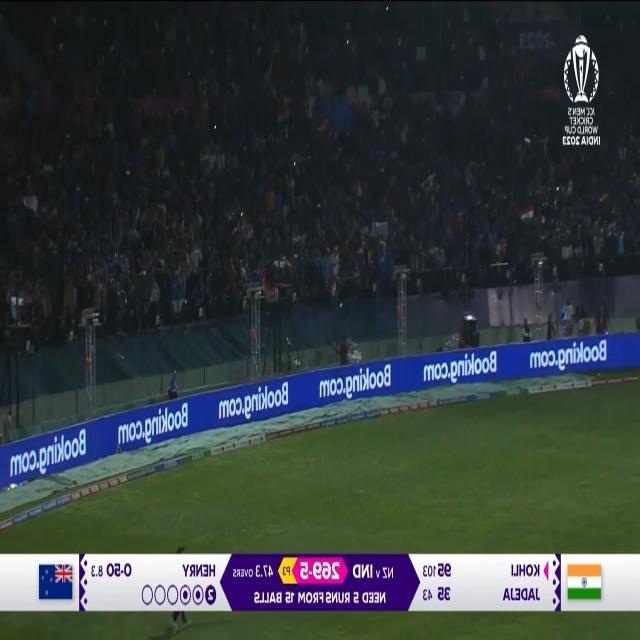 ICC MEN'S
CRICKET
WORLD CUP
INDIA 2023
Booking.com
Booking.com
Booking.com
Booking.com
Booking.com
Booking.com
KOHLI 95 103
JADEJA 35 43
NZ v IND 269-5 P3 47.3 OVERS
NEED 5 RUNS FROM 15 BALLS
HENRY 0-50 8.3
2